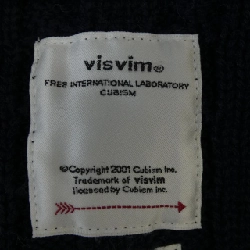 visvim®
FREE INTERNATIONAL LABORATORY
CUBISM
©Copyright 2001 Cubism Inc.
Trademark of visvim
licensed by Cubism Inc.